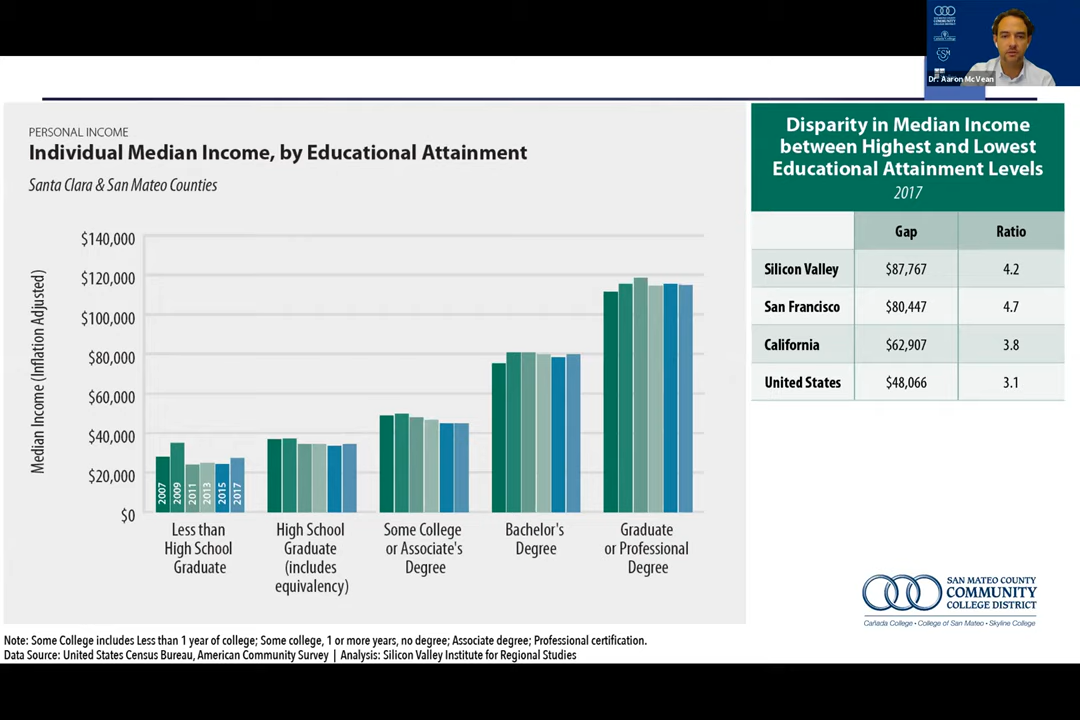 Dr. Aaron McVean
PERSONAL INCOME
Individual Median Income, by Educational Attainment
Santa Clara & San Mateo Counties
Median Income (Inflation Adjusted)
$140,000
$120,000
$100,000
$80,000
$60,000
$40,000
$20,000
$0
2007
2009
2011
2013
2015
2017
Less than
High School
Graduate
High School
Graduate
(includes
equivalency)
Some College
or Associate's
Degree
Bachelor's
Degree
Graduate
or Professional
Degree
Disparity in Median Income
between Highest and Lowest
Educational Attainment Levels
2017
Gap Ratio
Silicon Valley $87,767 4.2
San Francisco $80,447 4.7
California $62,907 3.8
United States $48,066 3.1
SAN MATEO COUNTY
COMMUNITY
COLLEGE DISTRICT
Cañada College • College of San Mateo • Skyline College
Note: Some College includes Less than 1 year of college; Some college, 1 or more years, no degree; Associate degree; Professional certification.
Data Source: United States Census Bureau, American Community Survey | Analysis: Silicon Valley Institute for Regional Studies